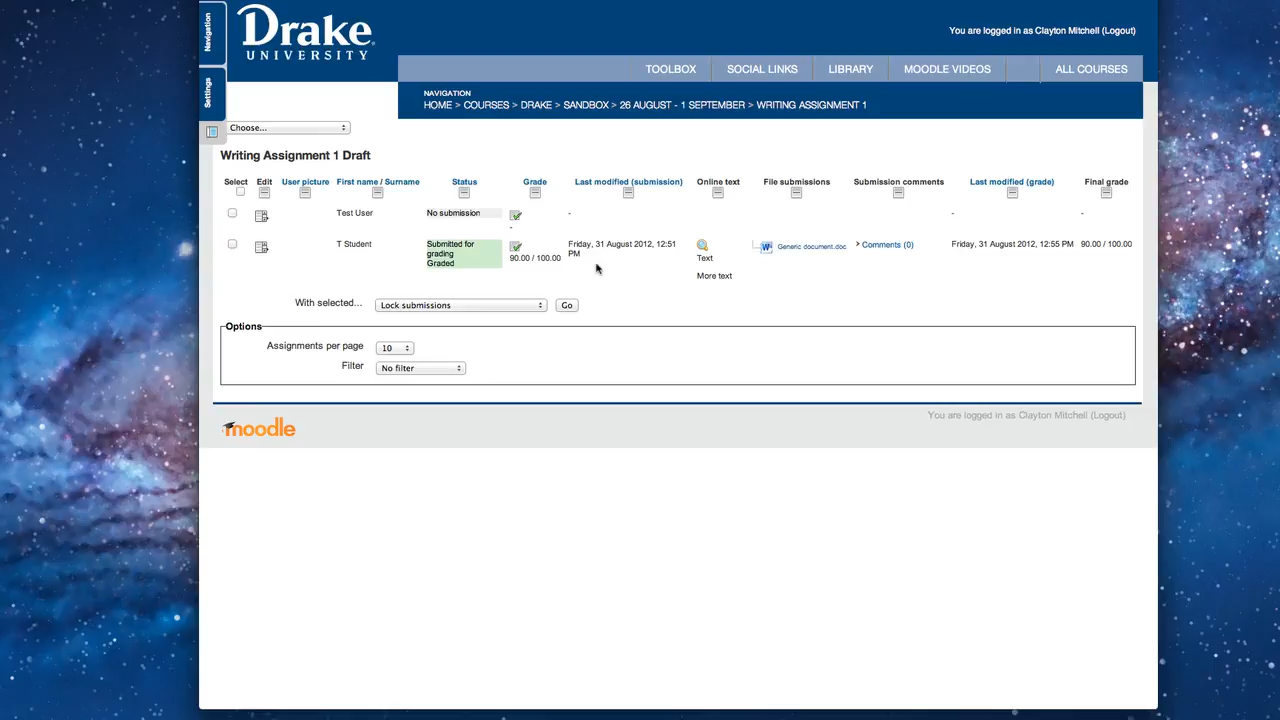 Navigation
Settings
Drake
UNIVERSITY
You are logged in as Clayton Mitchell (Logout)
TOOLBOX SOCIAL LINKS LIBRARY MOODLE VIDEOS ALL COURSES
NAVIGATION
HOME > COURSES > DRAKE > SANDBOX > 26 AUGUST - 1 SEPTEMBER > WRITING ASSIGNMENT 1
Choose...
Writing Assignment 1 Draft
Select Edit User picture First name / Surname Status Grade Last modified (submission) Online text File submissions Submission comments Last modified (grade) Final grade
Test User No submission - - -
-
T Student Submitted for grading Graded 90.00 / 100.00 Friday, 31 August 2012, 12:51 PM Text Generic document.doc Comments (0) Friday, 31 August 2012, 12:55 PM 90.00 / 100.00
More text
With selected... Lock submissions Go
Options
Assignments per page 10
Filter No filter
You are logged in as Clayton Mitchell (Logout)
moodle